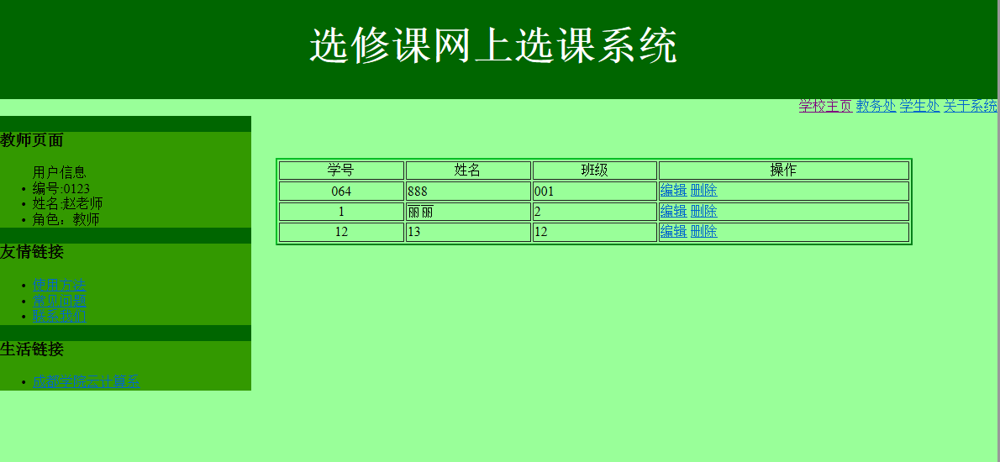 选修课网上选课系统
学校主页 教务处 学生处 关于系统
教师页面
用户信息
• 编号:0123
• 姓名:赵老师
• 角色：教师
友情链接
• 使用方法
• 常见问题
• 联系我们
生活链接
• 成都学院云计算系
学号 姓名 班级 操作
064 888 001 编辑 删除
1 丽丽 2 编辑 删除
12 13 12 编辑 删除